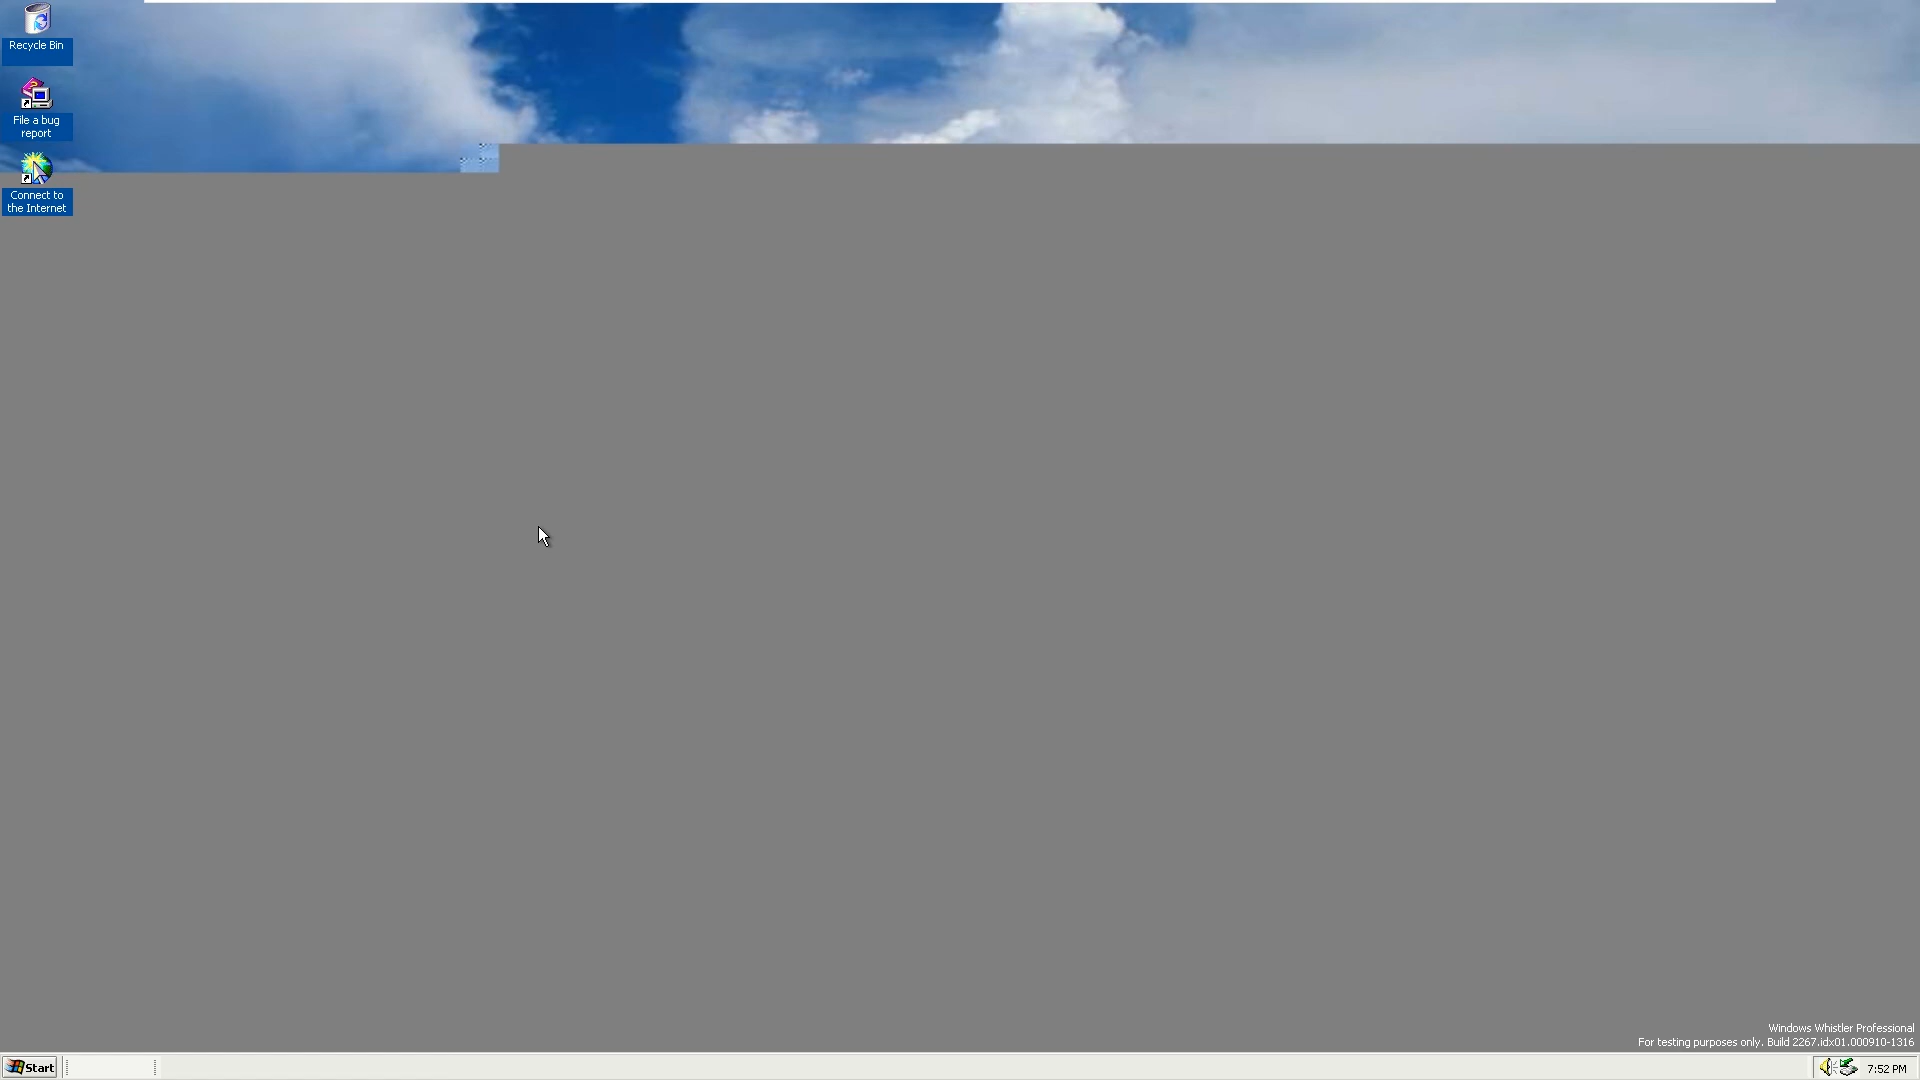 Recycle Bin
File a bug
report
Connect to
the Internet
Windows Whistler Professional
For testing purposes only. Build 2267.idx01.000910-1316
Start
7:52 PM